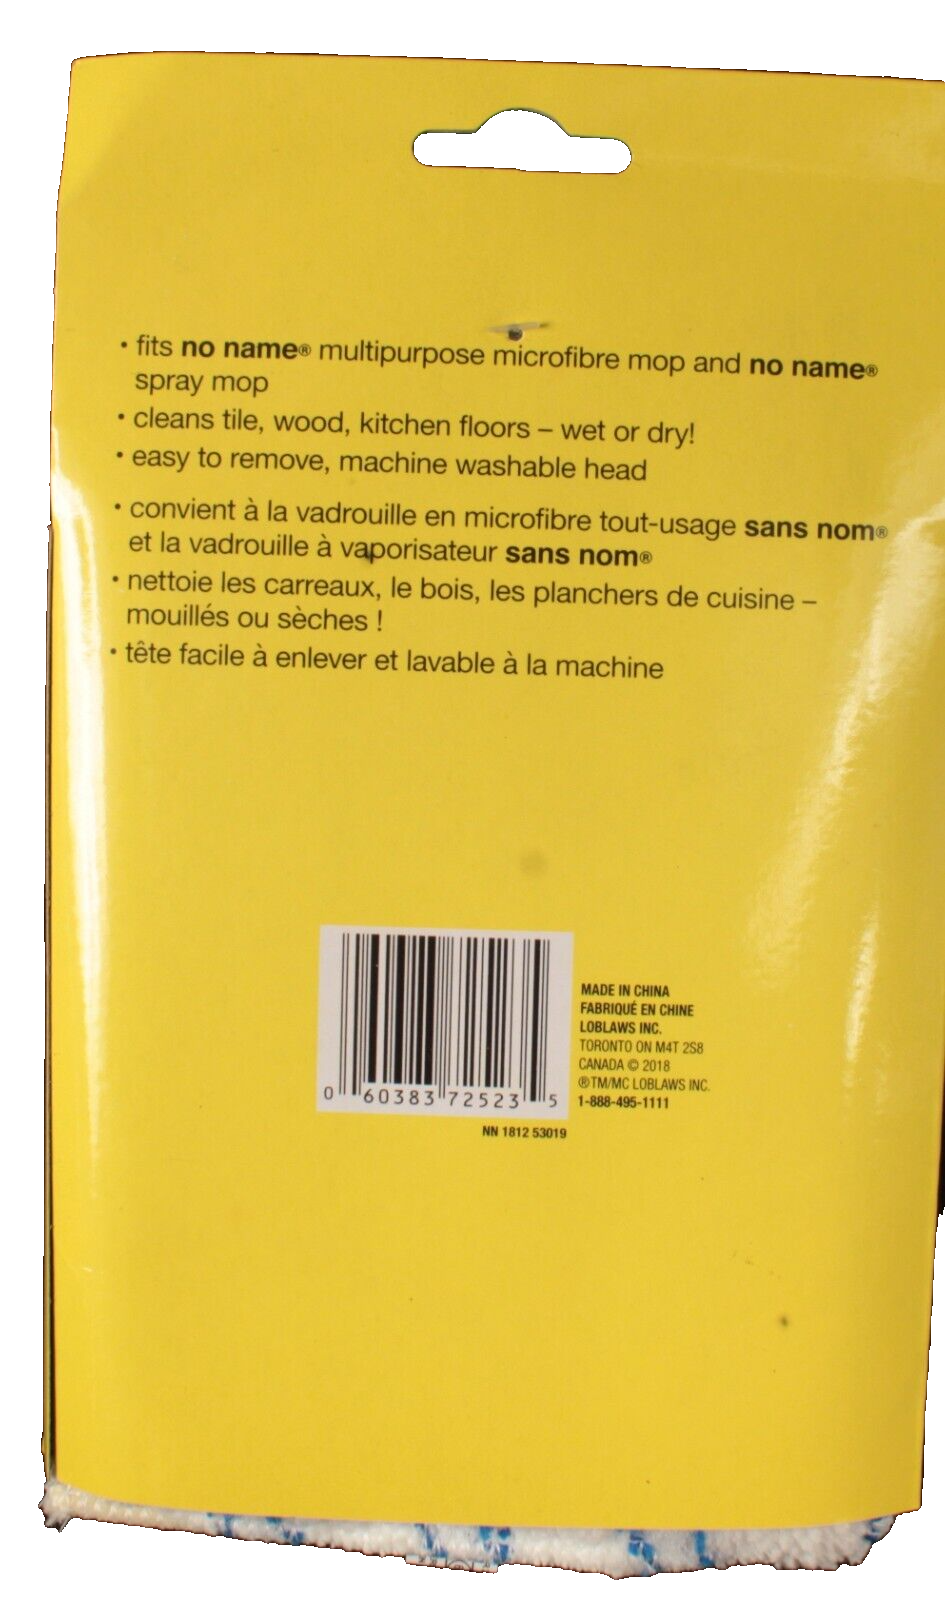 • fits no name® multipurpose microfibre mop and no name®
spray mop
• cleans tile, wood, kitchen floors – wet or dry!
• easy to remove, machine washable head
• convient à la vadrouille en microfibre tout-usage sans nom®
et la vadrouille à vaporisateur sans nom®
• nettoie les carreaux, le bois, les planchers de cuisine –
mouillés ou sèches !
• tête facile à enlever et lavable à la machine
0 60383 72523 5
NN 1812 53019
MADE IN CHINA
FABRIQUÉ EN CHINE
LOBLAWS INC.
TORONTO ON M4T 2S8
CANADA © 2018
®TM/MC LOBLAWS INC.
1-888-495-1111